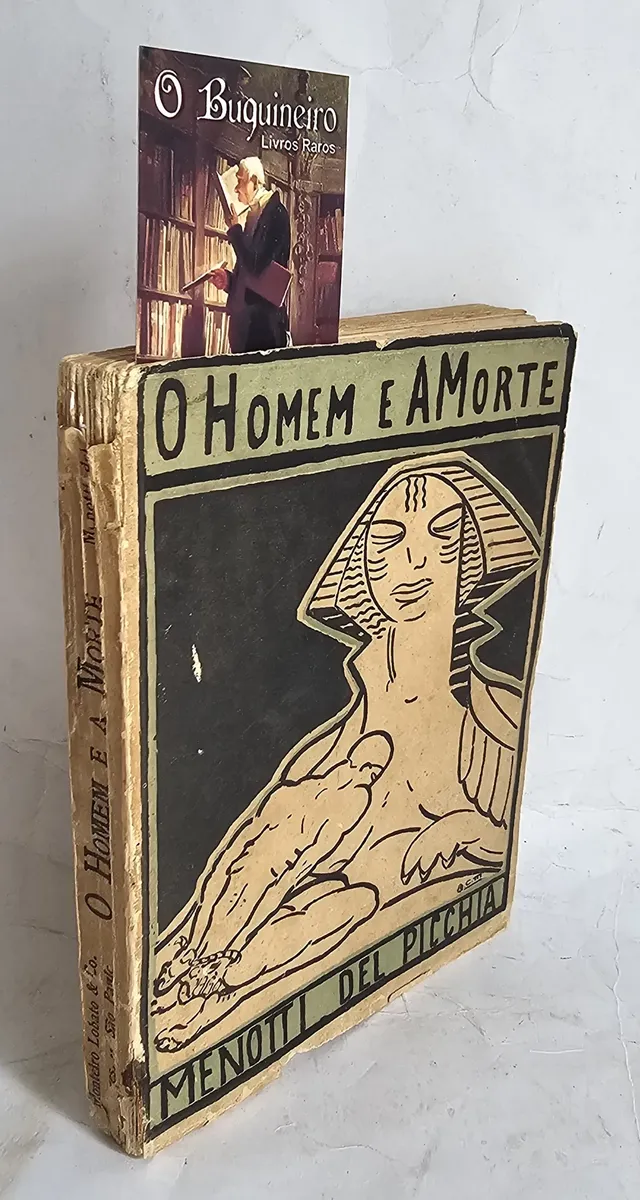 O Buquineiro
Livros Raros
O HOMEM E A MORTE
MENOTTI DEL PICCHIA
O HOMEM E A MORTE
Monteiro Lobato & Co.
São Paulo